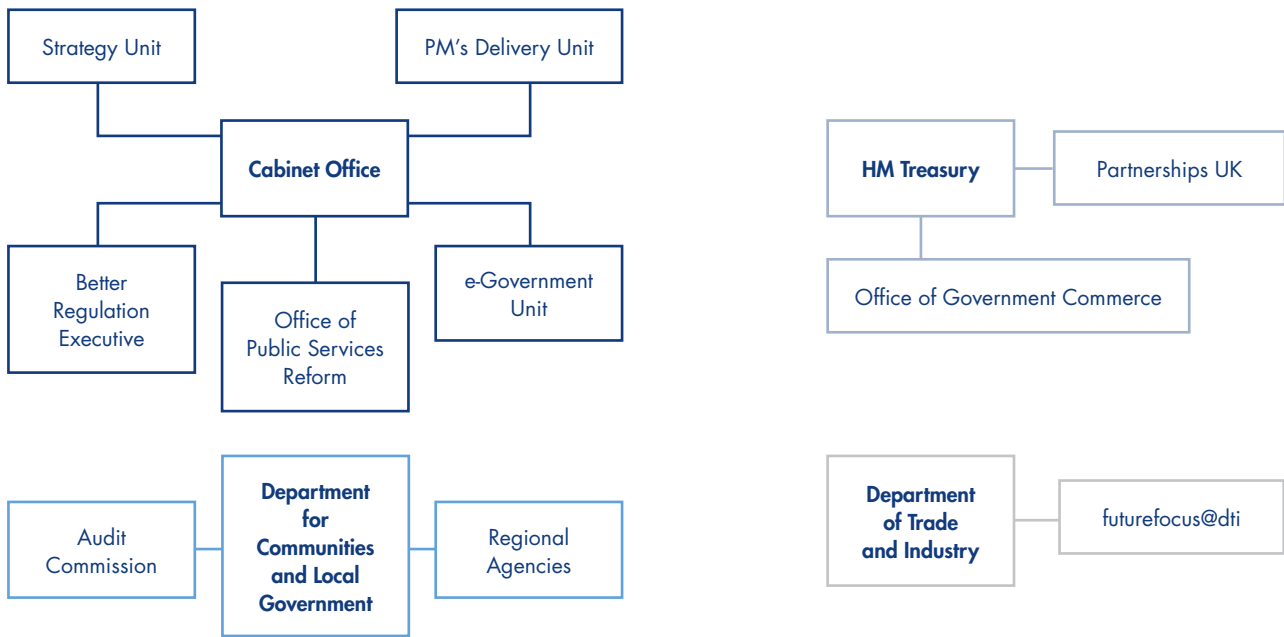 Strategy Unit
PM's Delivery Unit
Cabinet Office
Better
Regulation
Executive
Office of
Public Services
Reform
e-Government
Unit
HM Treasury
Partnerships UK
Office of Government Commerce
Audit
Commission
Department
for
Communities
and Local
Government
Regional
Agencies
Department
of Trade
and Industry
futurefocus@dti